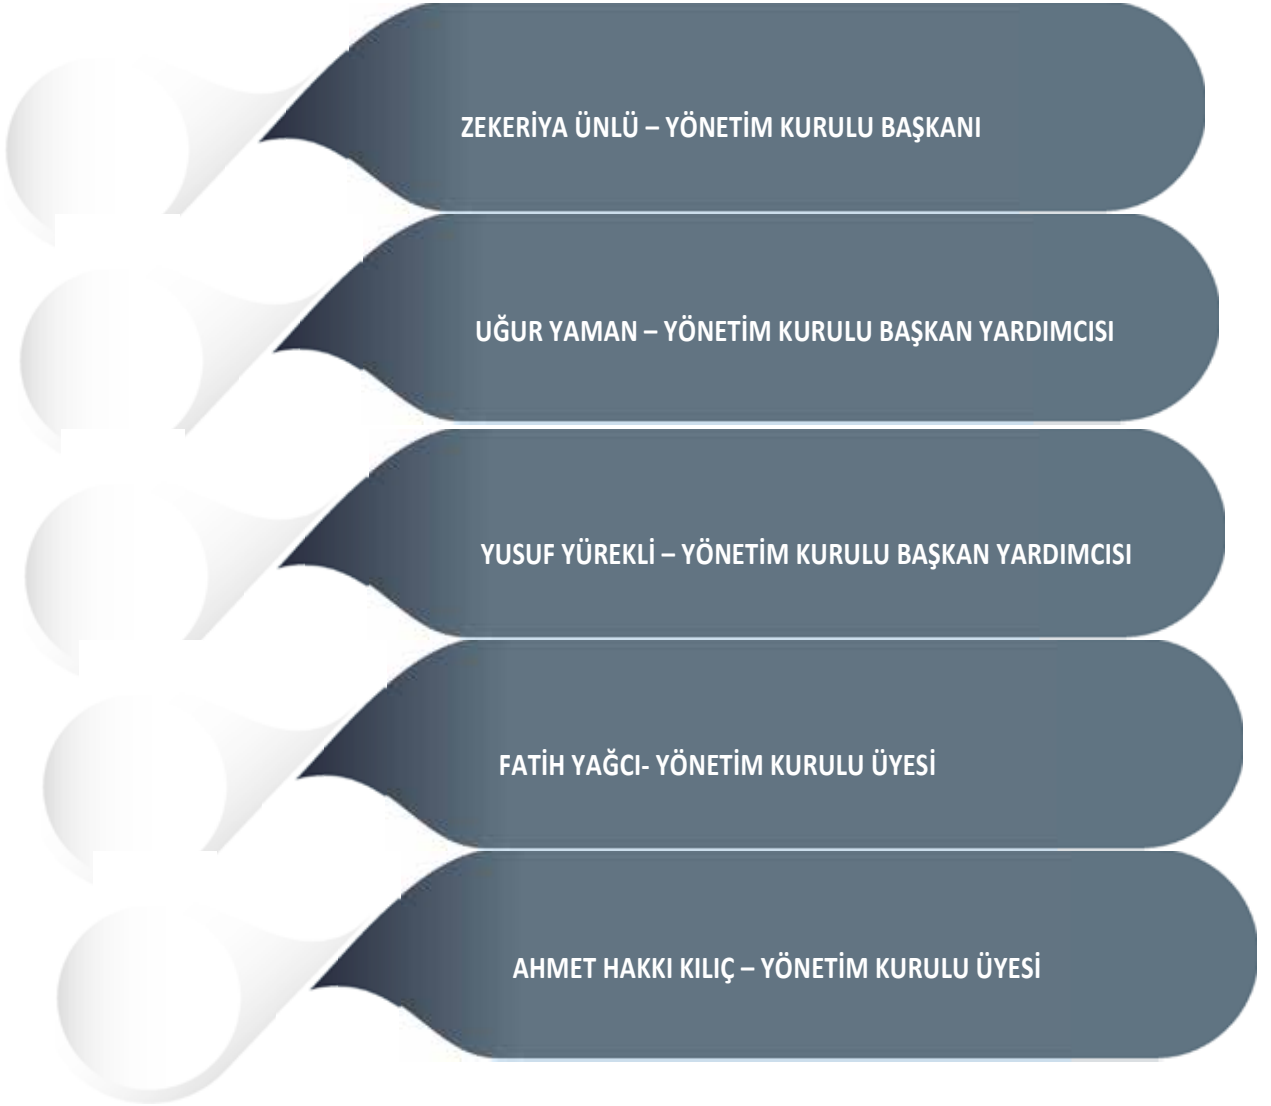 ZEKERİYA ÜNLÜ – YÖNETİM KURULU BAŞKANI
UĞUR YAMAN – YÖNETİM KURULU BAŞKAN YARDIMCISI
YUSUF YÜREKLİ – YÖNETİM KURULU BAŞKAN YARDIMCISI
FATİH YAĞCI- YÖNETİM KURULU ÜYESİ
AHMET HAKKI KILIÇ – YÖNETİM KURULU ÜYESİ